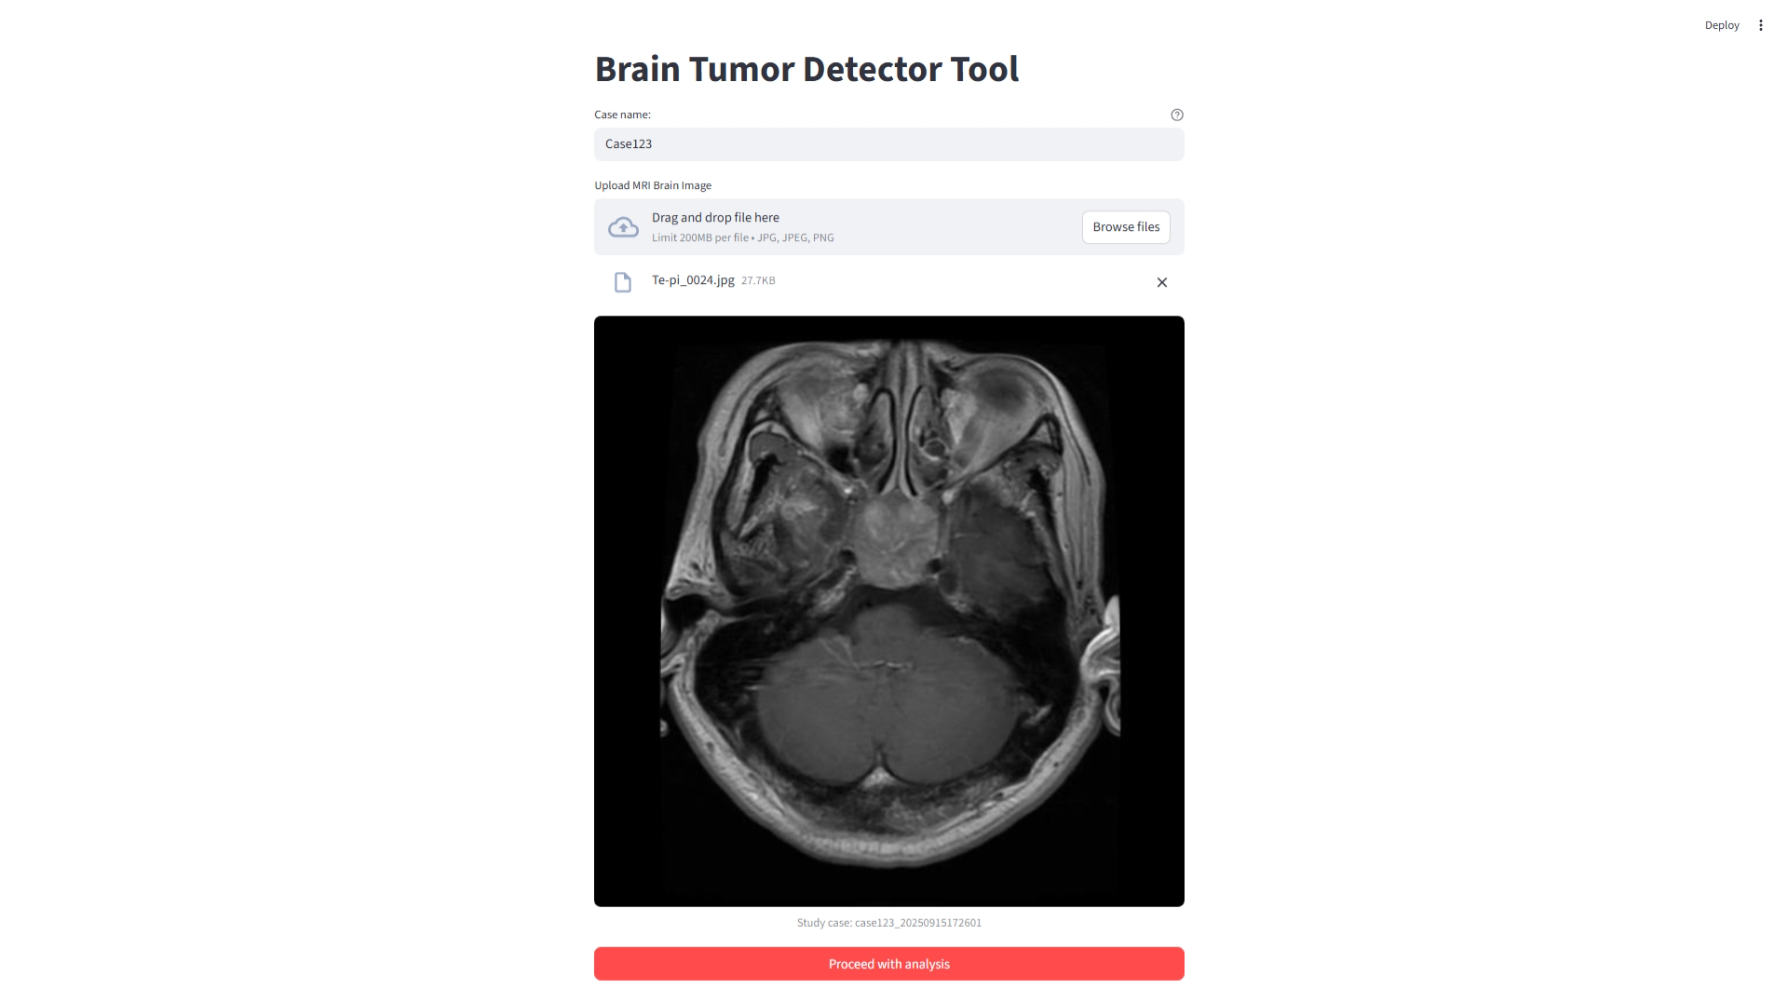 Deploy
Brain Tumor Detector Tool
Case name:
Case123
Upload MRI Brain Image
Drag and drop file here
Limit 200MB per file • JPG, JPEG, PNG
Browse files
Te-pi_0024.jpg 27.7KB
Study case: case123_20250915172601
Proceed with analysis